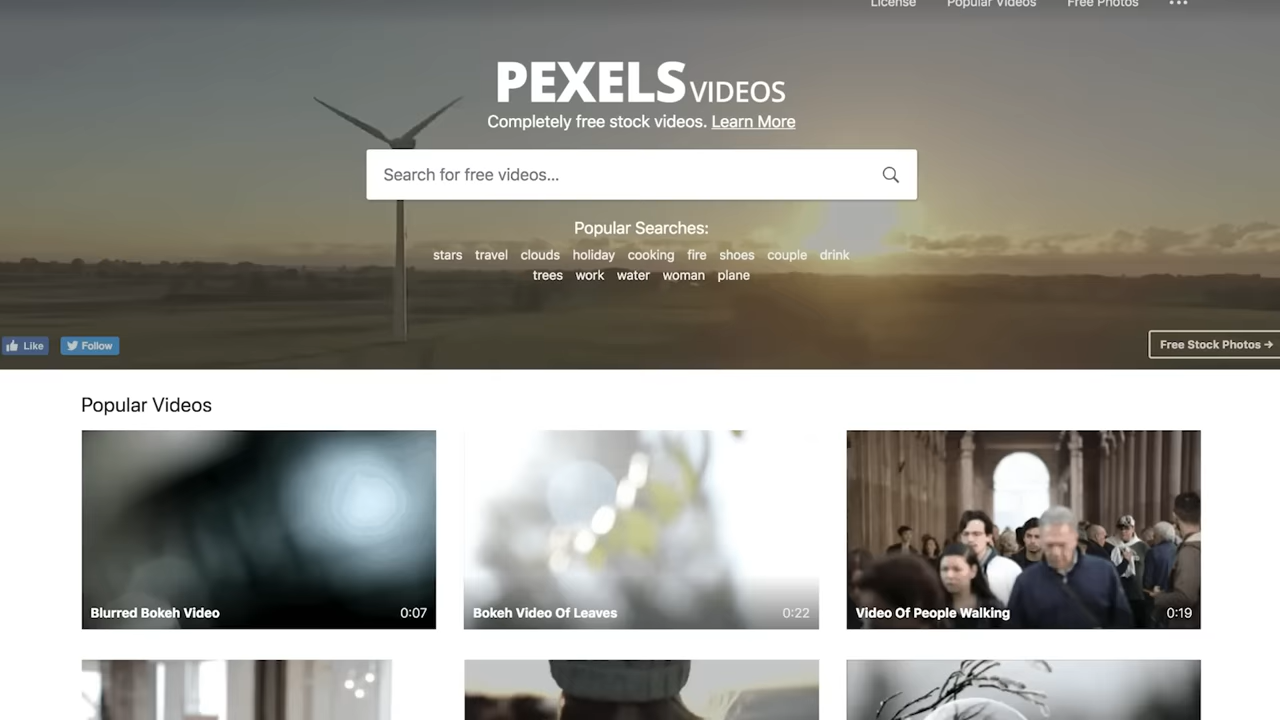 License Popular Videos Free Photos •••
PEXELS VIDEOS
Completely free stock videos. Learn More
Search for free videos...
Popular Searches:
stars travel clouds holiday cooking fire shoes couple drink
trees work water woman plane
Like Follow
Free Stock Photos →
Popular Videos
Blurred Bokeh Video 0:07
Bokeh Video Of Leaves 0:22
Video Of People Walking 0:19